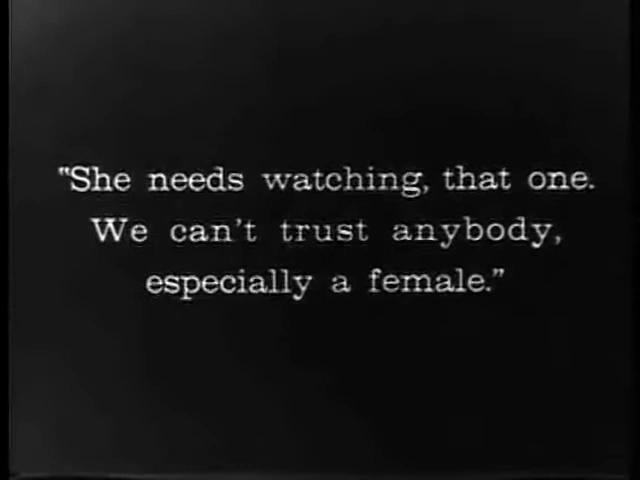 "She needs watching, that one.
We can't trust anybody,
especially a female."